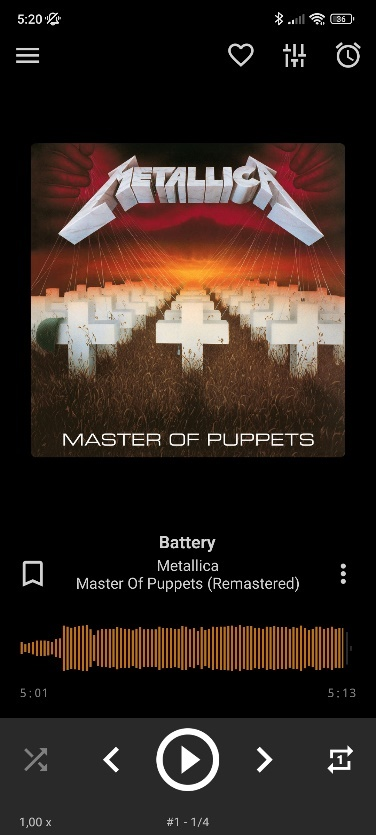 5:20
36
METALLICA
MASTER OF PUPPETS
Battery
Metallica
Master Of Puppets (Remastered)
5:01
5:13
1
1,00 x
#1 - 1/4